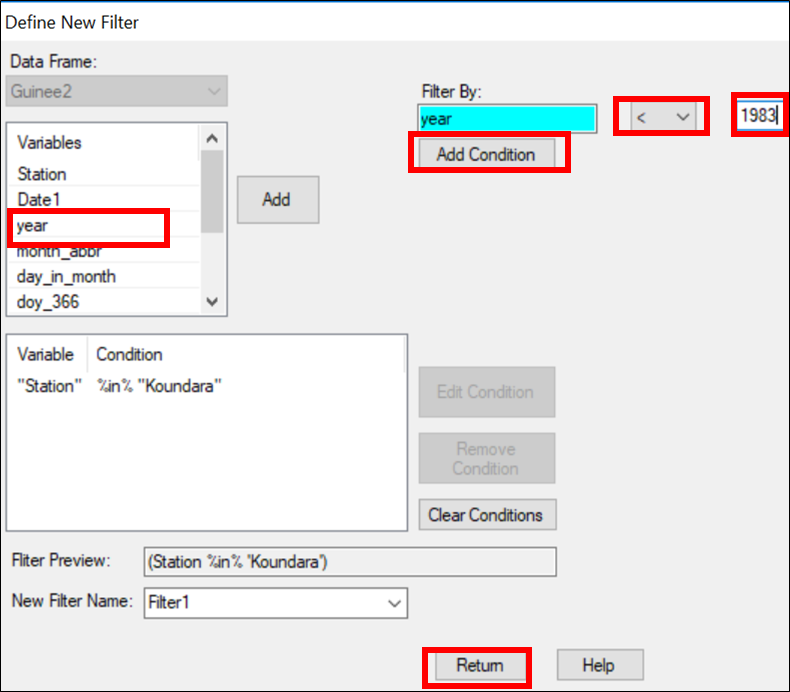 Define New Filter
Data Frame:
Guinee2
Filter By:
year
<
1983
Add Condition
Variables
Station
Date1
year
month_abbr
day_in_month
doy_366
Add
Variable Condition
"Station" %in% "Koundara"
Edit Condition
Remove
Condition
Clear Conditions
Fliter Preview:
(Station %in% 'Koundara')
New Filter Name:
Filter1
Return
Help